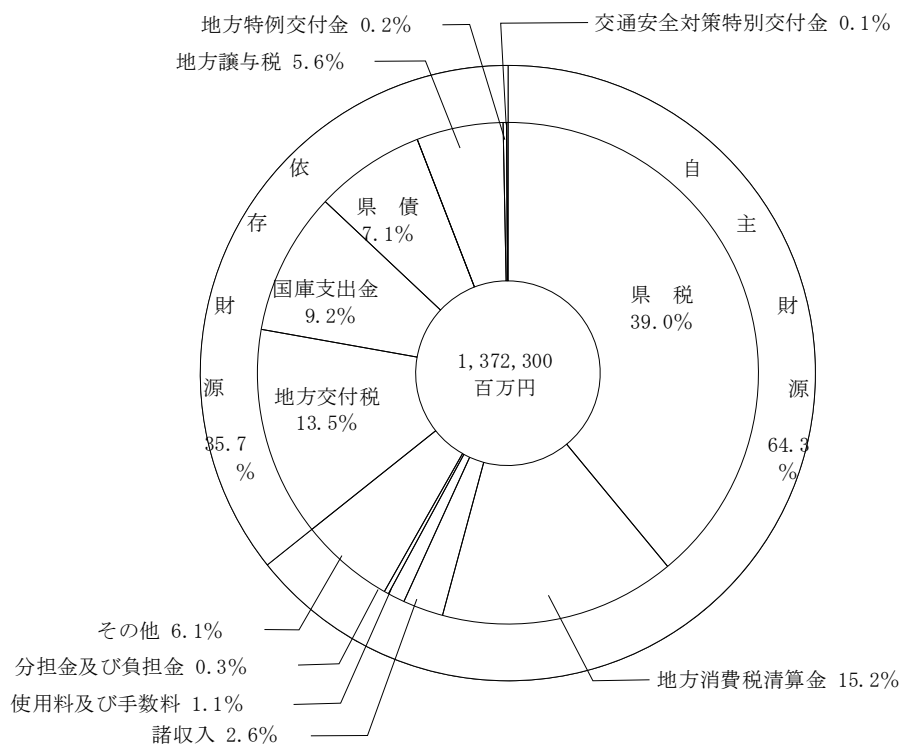 地方特例交付金 0.2%
交通安全対策特別交付金 0.1%
地方譲与税 5.6%
依存財源
35.7
%
自主財源
64.3
%
県　債
7.1%
国庫支出金
9.2%
地方交付税
13.5%
県　税
39.0%
1,372,300
百万円
その他 6.1%
分担金及び負担金 0.3%
使用料及び手数料 1.1%
諸収入 2.6%
地方消費税清算金 15.2%